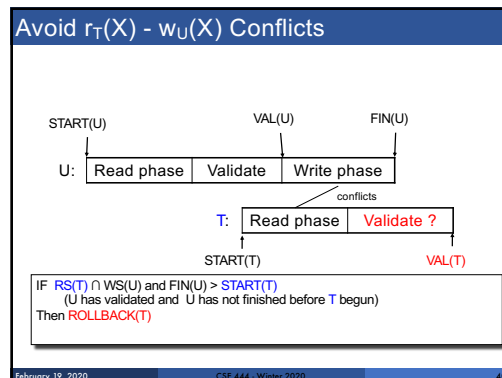 Avoid rT(X) - wU(X) Conflicts
START(U)
VAL(U)
FIN(U)
U:
Read phase
Validate
Write phase
conflicts
T:
Read phase
Validate ?
START(T)
VAL(T)
IF RS(T) ∩ WS(U) and FIN(U) > START(T)
(U has validated and U has not finished before T begun)
Then ROLLBACK(T)
February 19, 2020
CSE 444 - Winter 2020